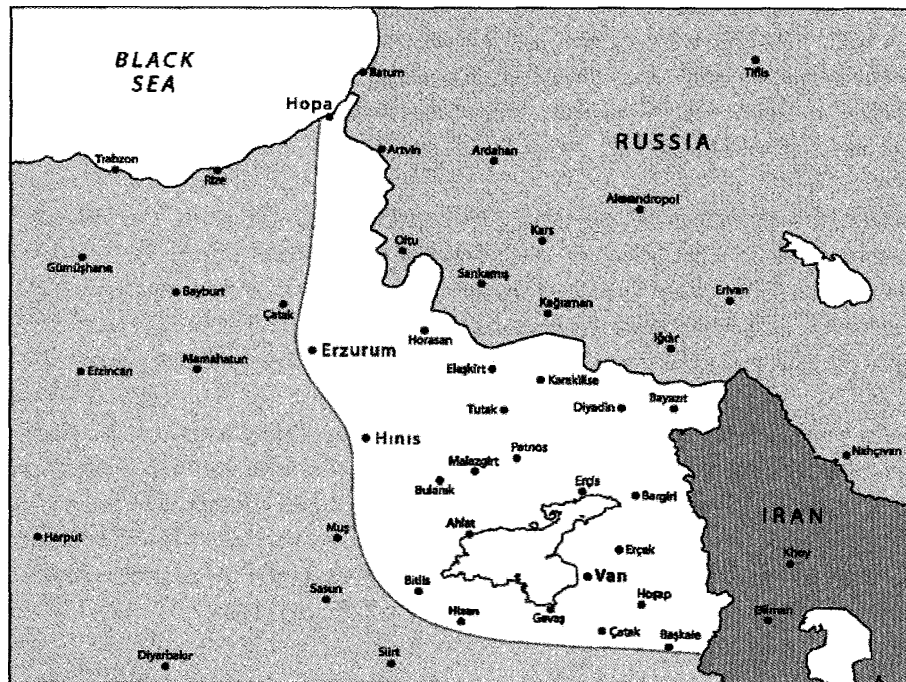 BLACK
SEA
Batum
Tiflis
Hopa
Artvin
Ardahan
RUSSIA
Trabzon
Rize
Alexandropol
Kars
Oltu
Gümüşhane
Sarıkamış
Bayburt
Erivan
Çatak
Kağızman
Horasan
Iğdır
Erzurum
Mamahatun
Erzincan
Eleşkirt
Karakilise
Tutak
Diyadin
Bayazıt
Hınıs
Patnos
Malazgirt
Nahçıvan
Bulanık
Erciş
Bargiri
IRAN
Ahlat
Muş
Harput
Erçek
Khoy
Van
Bitlis
Sasun
Hoşap
Hizan
Gevaş
Dilman
Çatak
Başkale
Diyarbakır
Siirt